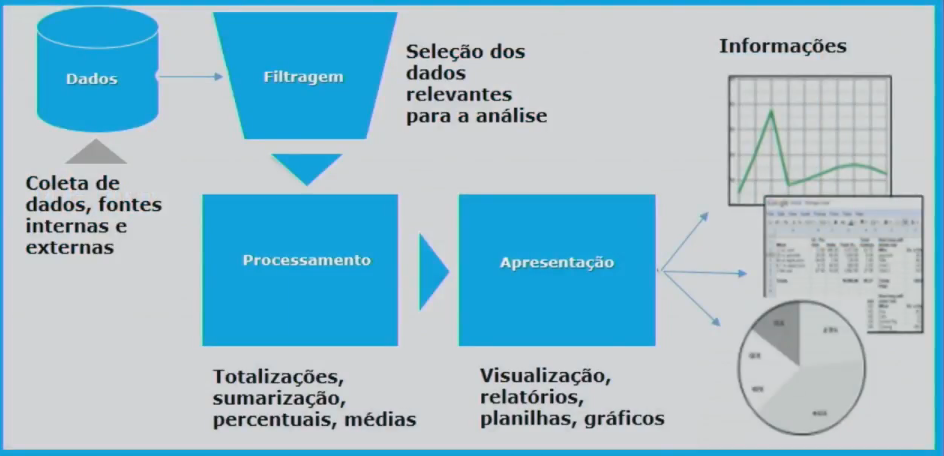 Dados
Filtragem
Seleção dos
dados
relevantes
para a análise
Informações
Coleta de
dados, fontes
internas e
externas
Processamento
Apresentação
Totalizações,
sumarização,
percentuais, médias
Visualização,
relatórios,
planilhas, gráficos